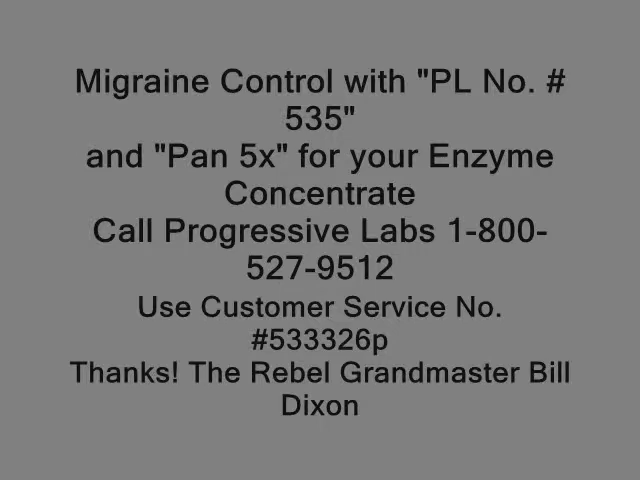 Migraine Control with "PL No. #
535"
and "Pan 5x" for your Enzyme
Concentrate
Call Progressive Labs 1-800-
527-9512
Use Customer Service No.
#533326p
Thanks! The Rebel Grandmaster Bill
Dixon